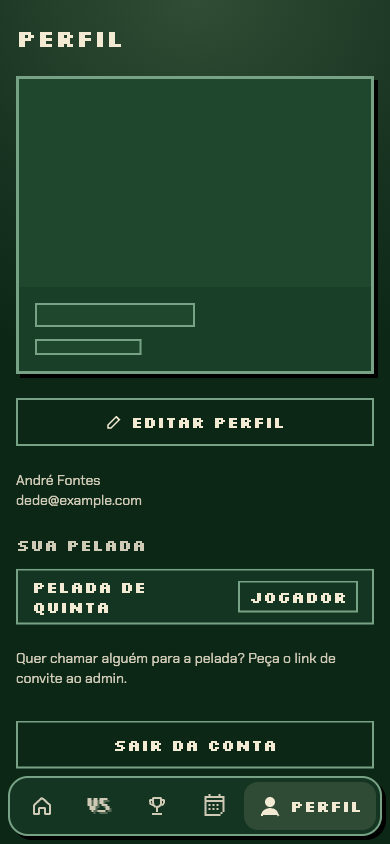 PERFIL
EDITAR PERFIL
André Fontes
dede@example.com
SUA PELADA
PELADA DE
QUINTA
JOGADOR
Quer chamar alguém para a pelada? Peça o link de
convite ao admin.
SAIR DA CONTA
VS
PERFIL